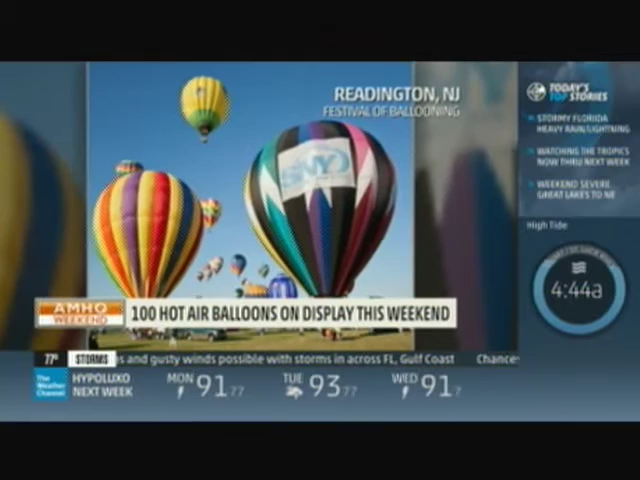 READINGTON, NJ
FESTIVAL OF BALLOONING
SNY
TODAY'S
TOP STORIES
STORMY FLORIDA
HEAVY RAIN/LIGHTNING
WATCHING THE TROPICS
NOW THRU NEXT WEEK
WEEKEND SEVERE
GREAT LAKES TO NE
High Tide
4:44a
AMHQ
WEEKEND
100 HOT AIR BALLOONS ON DISPLAY THIS WEEKEND
77° STORMS s and gusty winds possible with storms in across FL, Gulf Coast Chance
The
Weather
Channel
HYPOLUXO
NEXT WEEK
MON 91 77
TUE 93 77
WED 91 7